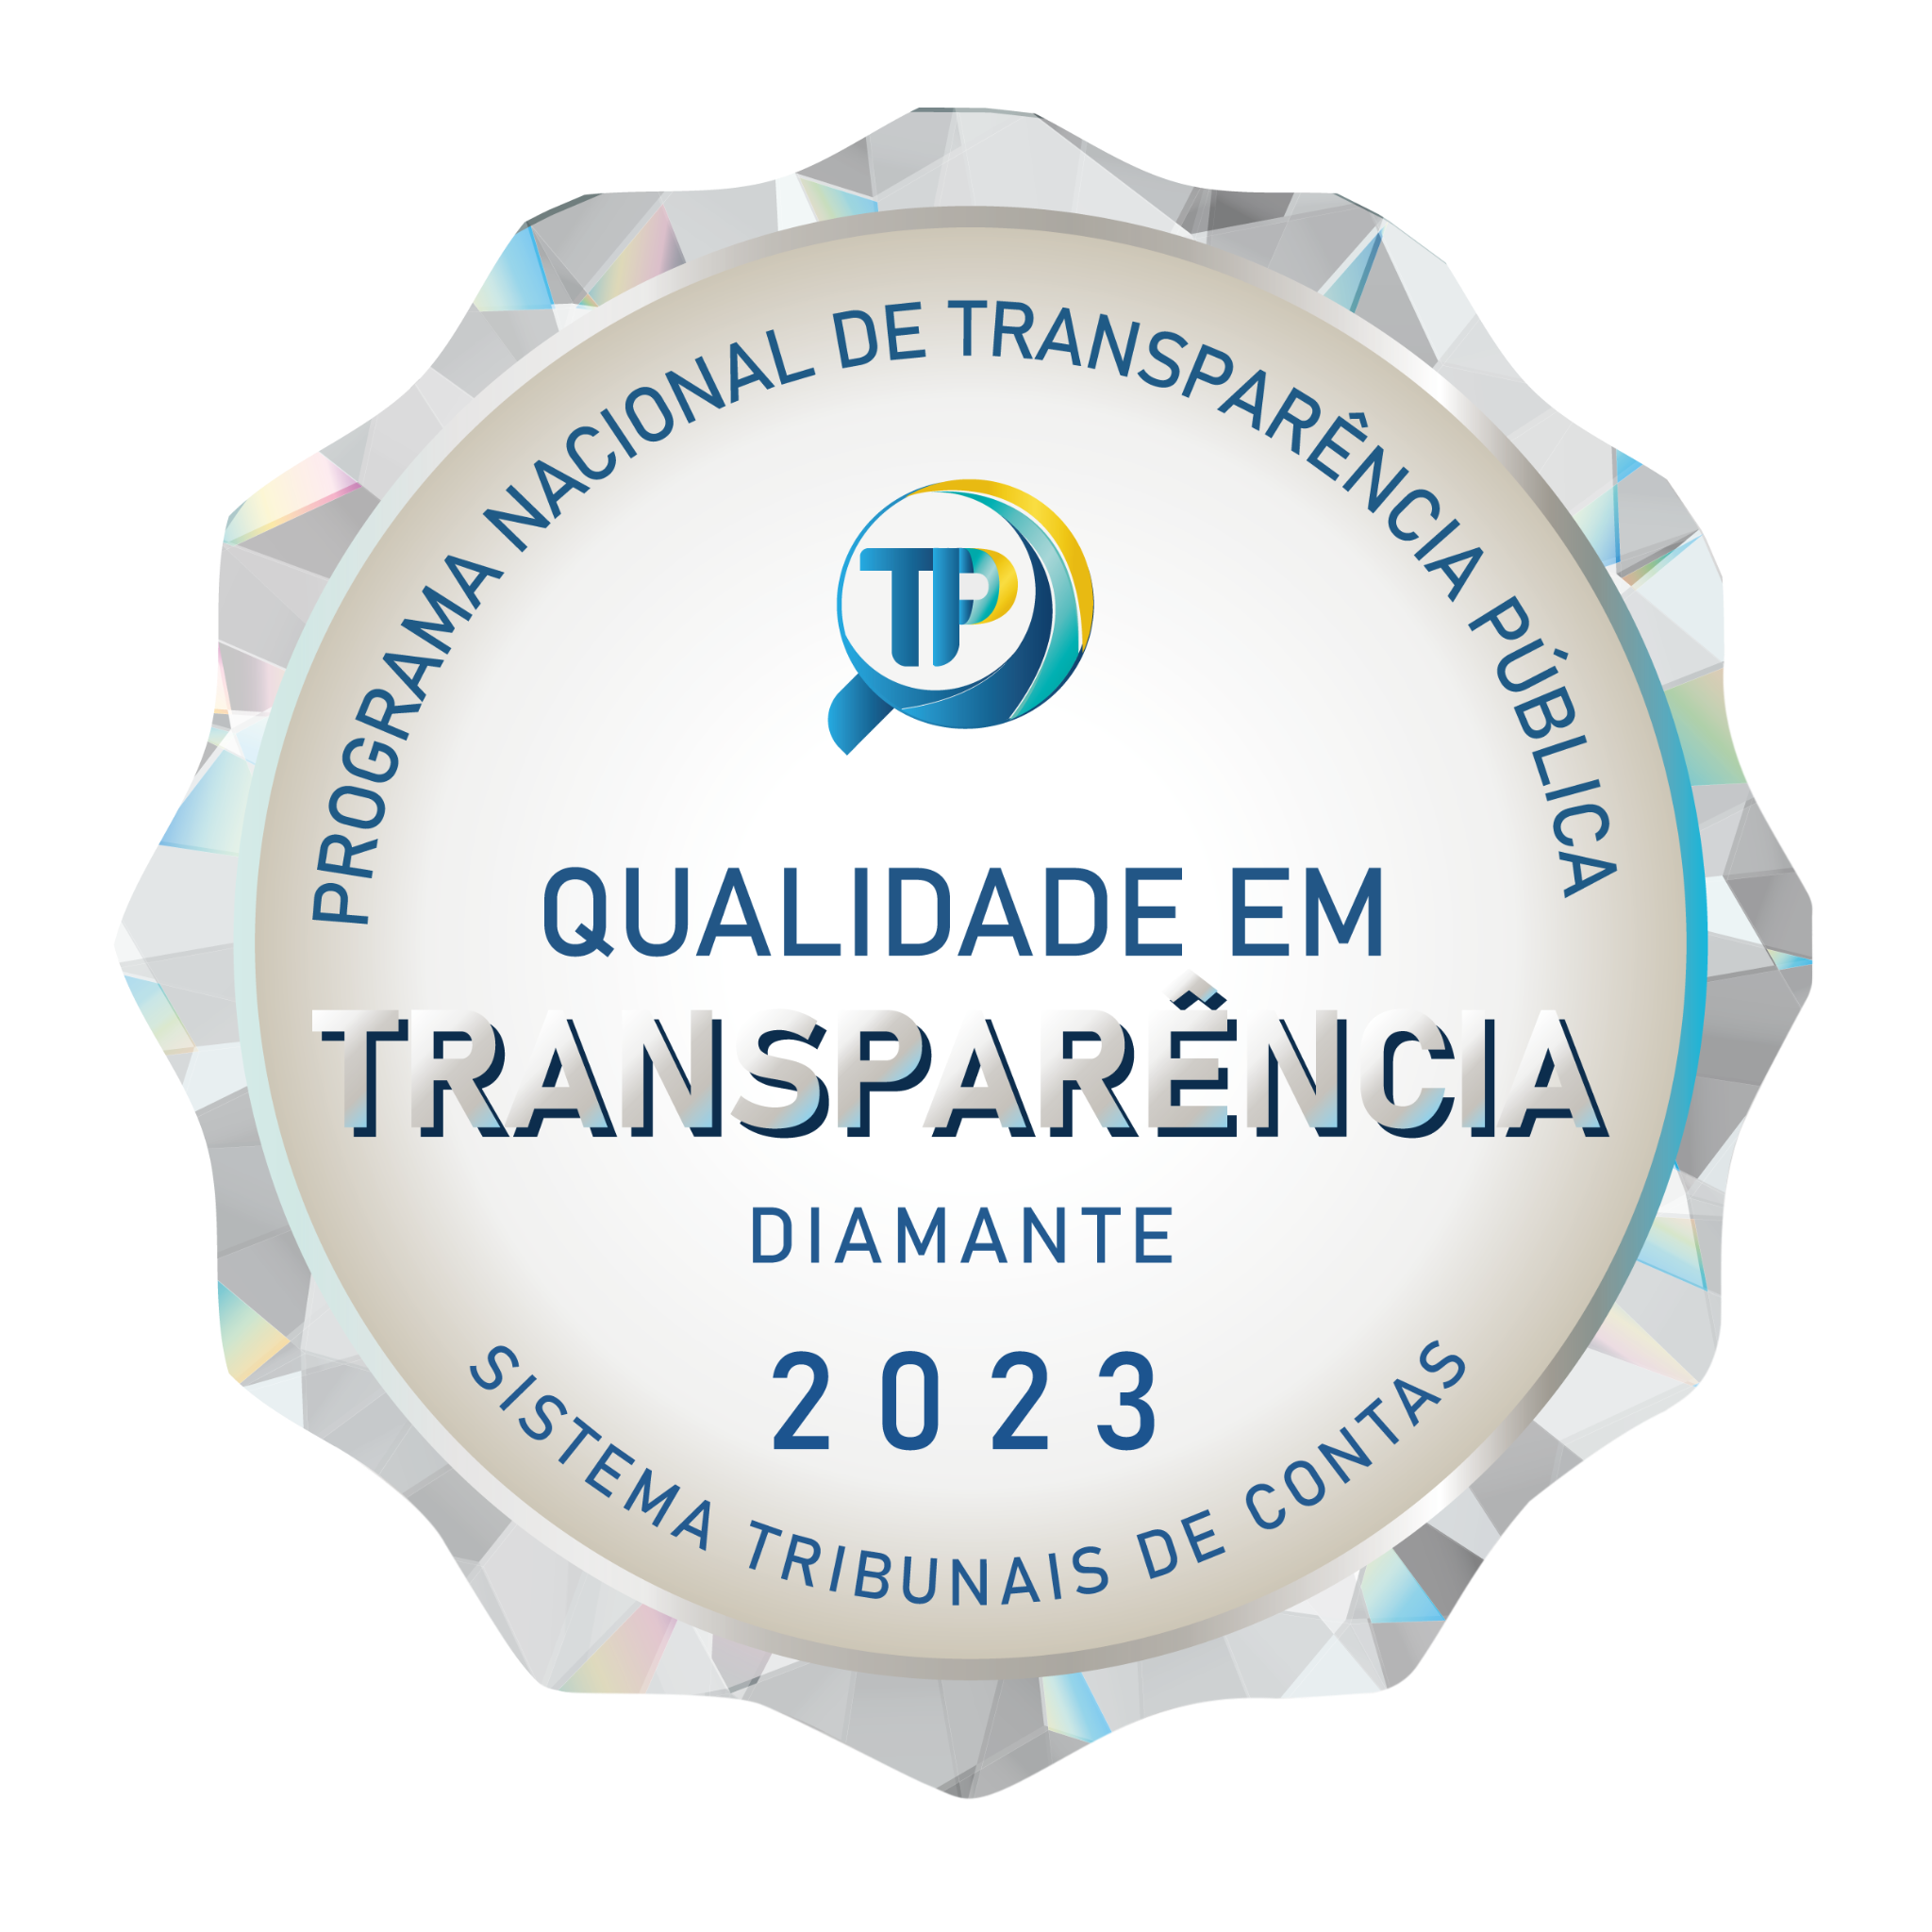 PROGRAMA NACIONAL DE TRANSPARÊNCIA PÚBLICA
TP
QUALIDADE EM
TRANSPARÊNCIA
DIAMANTE
2023
SISTEMA TRIBUNAIS DE CONTAS